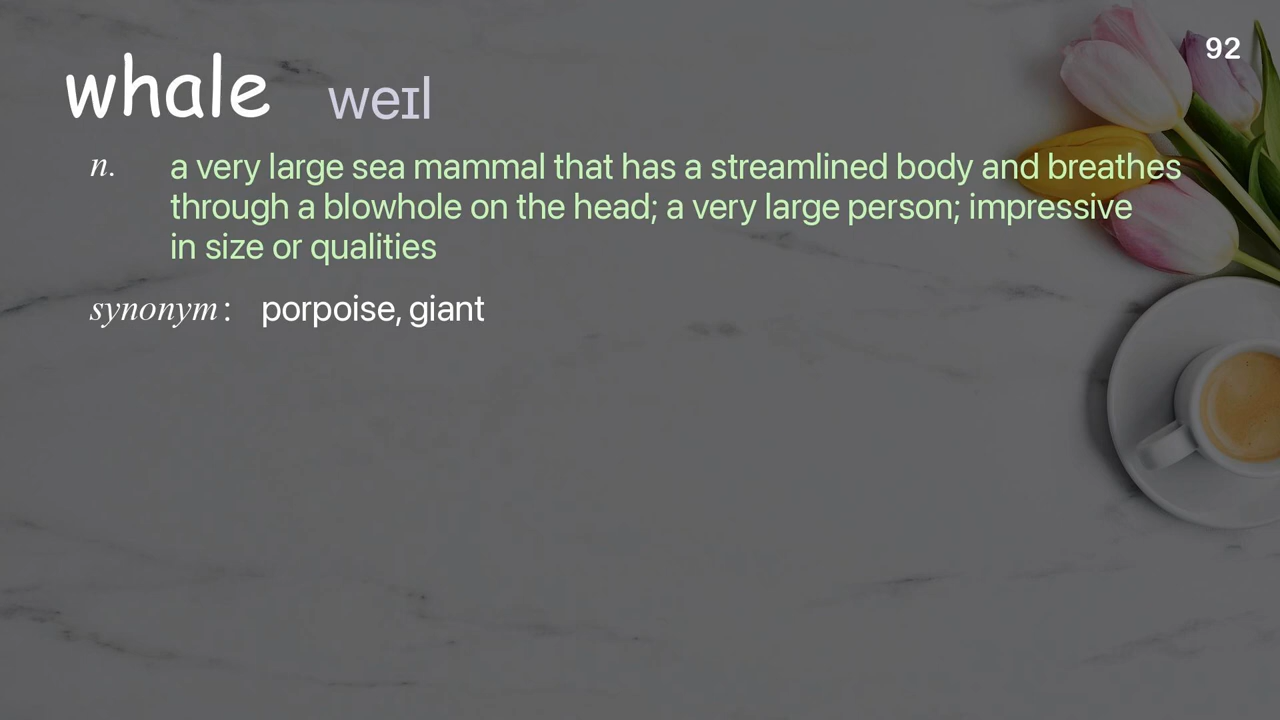 92
whale weɪl
n. a very large sea mammal that has a streamlined body and breathes
through a blowhole on the head; a very large person; impressive
in size or qualities
synonym: porpoise, giant